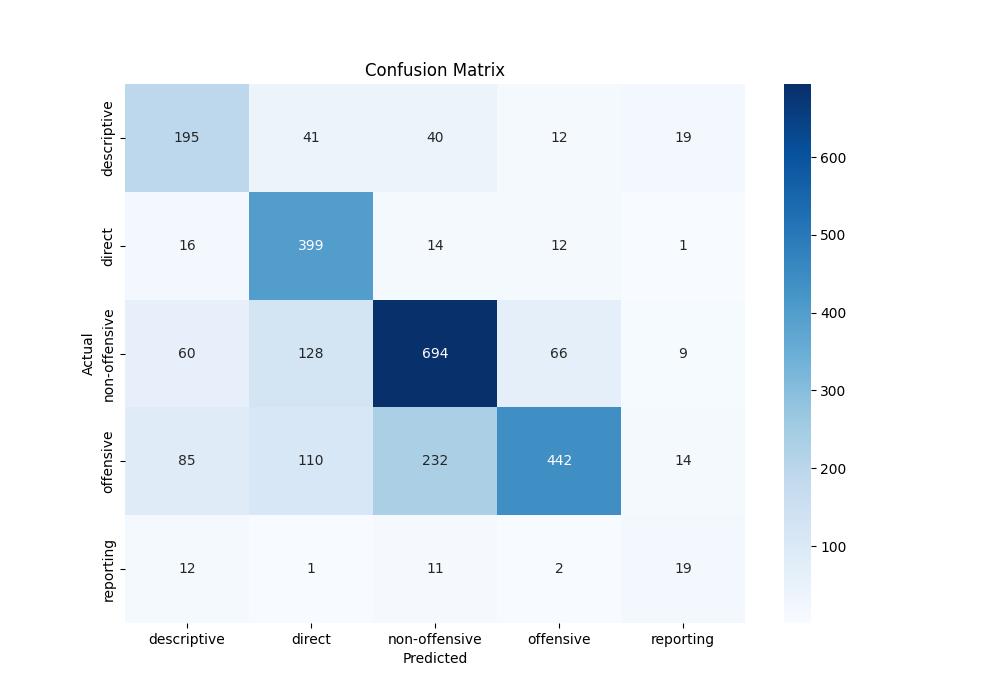 Confusion Matrix
descriptive 195 41 40 12 19
direct 16 399 14 12 1
non-offensive 60 128 694 66 9
offensive 85 110 232 442 14
reporting 12 1 11 2 19
Actual
descriptive direct non-offensive offensive reporting
Predicted
600
500
400
300
200
100